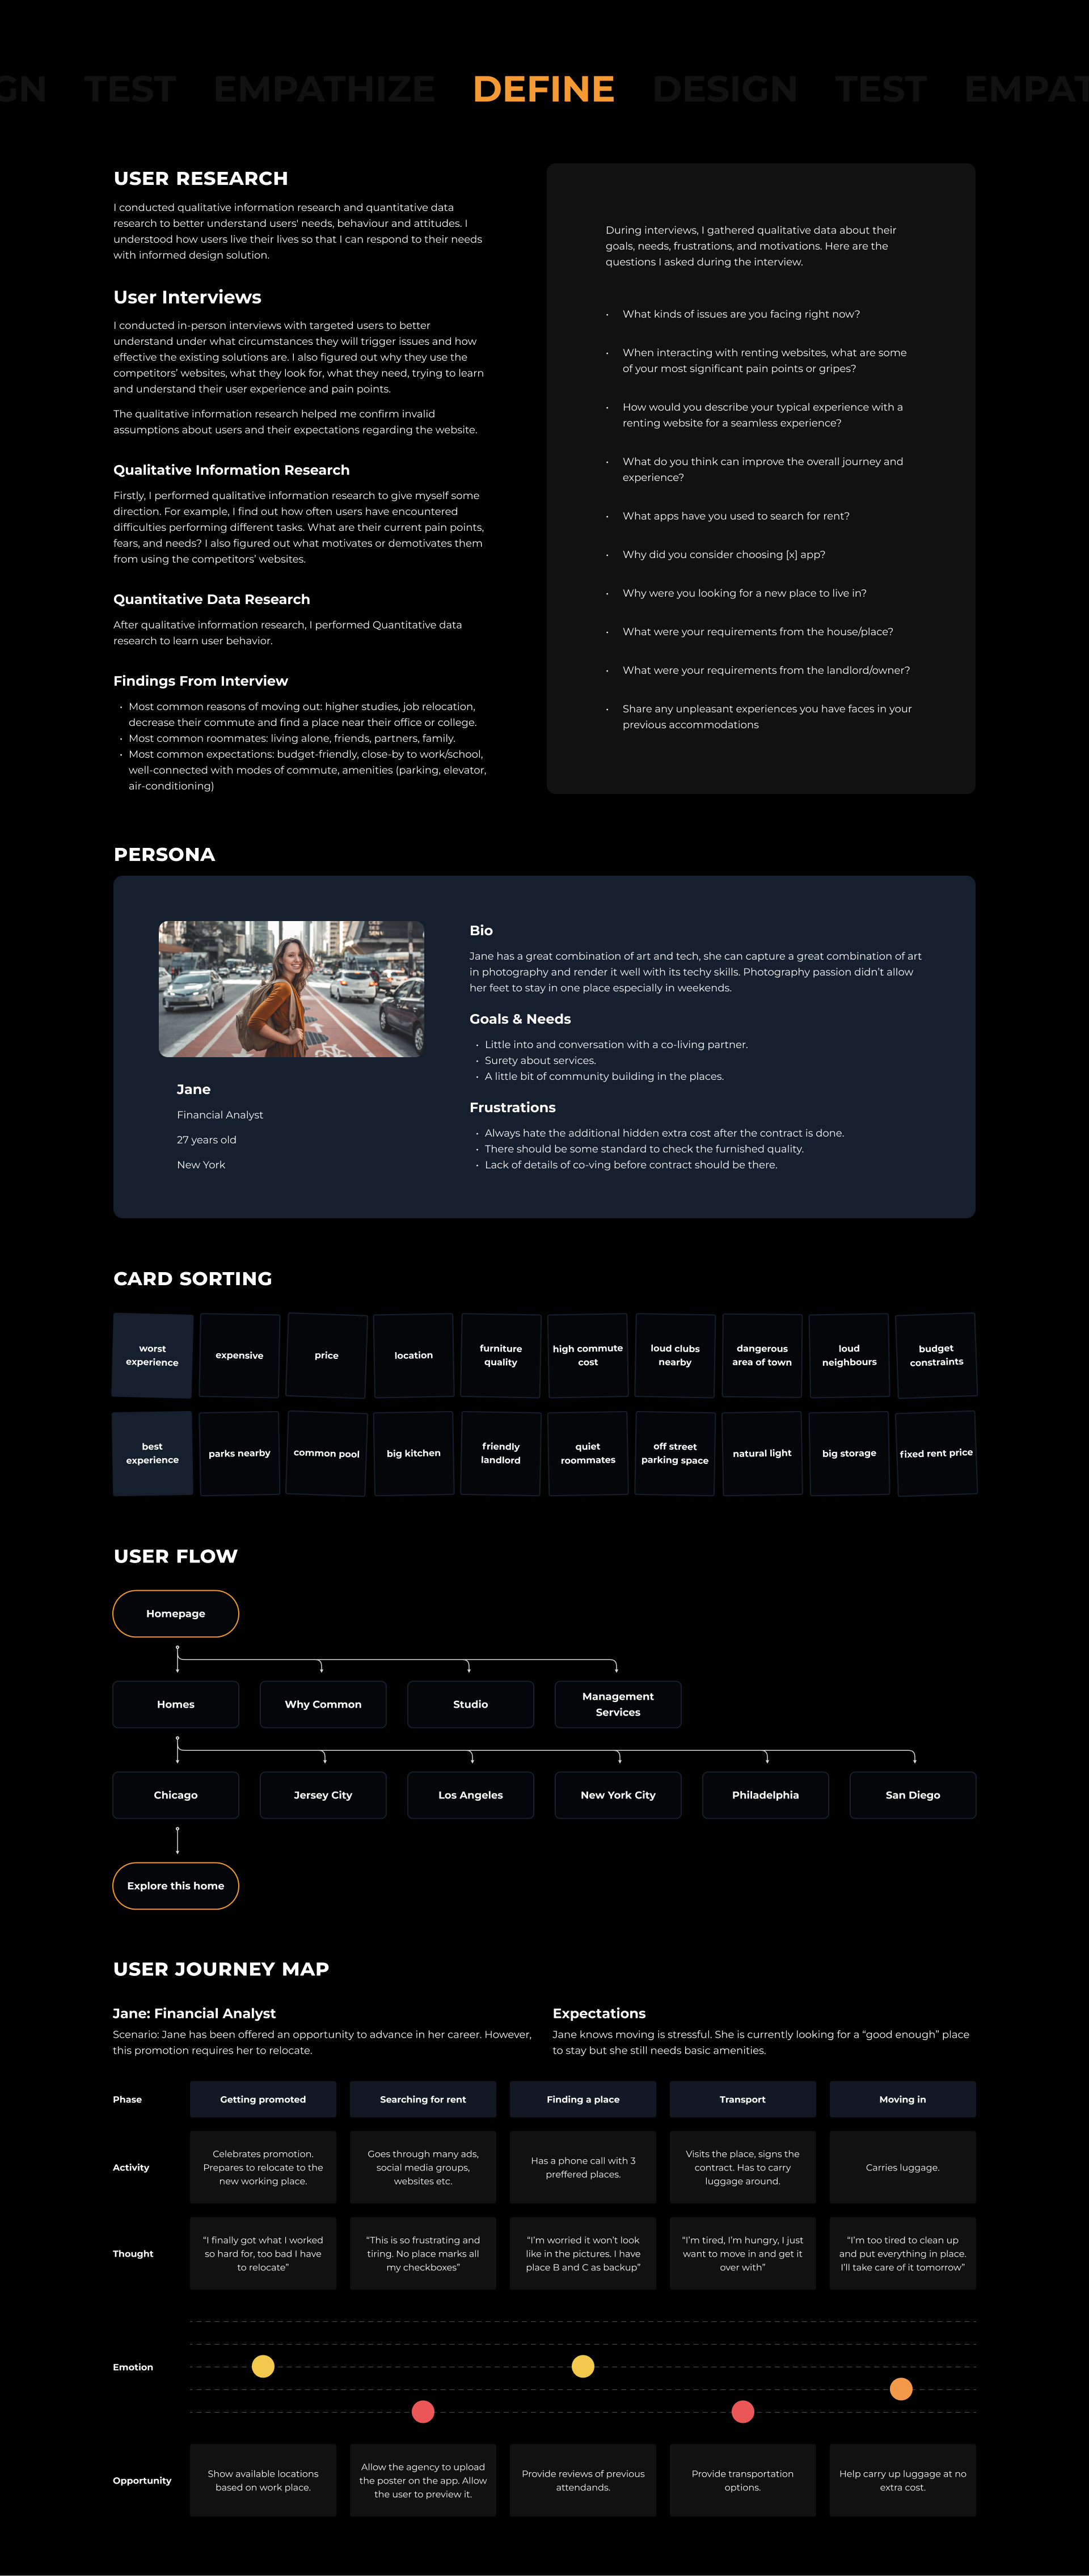 GN TEST EMPATHIZE DEFINE DESIGN TEST EMPAT
USER RESEARCH
I conducted qualitative information research and quantitative data
research to better understand users' needs, behaviour and attitudes. I
understood how users live their lives so that I can respond to their needs
with informed design solution.
User Interviews
I conducted in-person interviews with targeted users to better
understand under what circumstances they will trigger issues and how
effective the existing solutions are. I also figured out why they use the
competitors' websites, what they look for, what they need, trying to learn
and understand their user experience and pain points.
The qualitative information research helped me confirm invalid
assumptions about users and their expectations regarding the website.
Qualitative Information Research
Firstly, I performed qualitative information research to give myself some
direction. For example, I find out how often users have encountered
difficulties performing different tasks. What are their current pain points,
fears, and needs? I also figured out what motivates or demotivates them
from using the competitors' websites.
Quantitative Data Research
After qualitative information research, I performed Quantitative data
research to learn user behavior.
Findings From Interview
• Most common reasons of moving out: higher studies, job relocation,
decrease their commute and find a place near their office or college.
• Most common roommates: living alone, friends, partners, family.
• Most common expectations: budget-friendly, close-by to work/school,
well-connected with modes of commute, amenities (parking, elevator,
air-conditioning)
During interviews, I gathered qualitative data about their
goals, needs, frustrations, and motivations. Here are the
questions I asked during the interview.
• What kinds of issues are you facing right now?
• When interacting with renting websites, what are some
of your most significant pain points or gripes?
• How would you describe your typical experience with a
renting website for a seamless experience?
• What do you think can improve the overall journey and
experience?
• What apps have you used to search for rent?
• Why did you consider choosing [x] app?
• Why were you looking for a new place to live in?
• What were your requirements from the house/place?
• What were your requirements from the landlord/owner?
• Share any unpleasant experiences you have faces in your
previous accommodations
PERSONA
Jane
Financial Analyst
27 years old
New York
Bio
Jane has a great combination of art and tech, she can capture a great combination of art
in photography and render it well with its techy skills. Photography passion didn't allow
her feet to stay in one place especially in weekends.
Goals & Needs
• Little into and conversation with a co-living partner.
• Surety about services.
• A little bit of community building in the places.
Frustrations
• Always hate the additional hidden extra cost after the contract is done.
• There should be some standard to check the furnished quality.
• Lack of details of co-ving before contract should be there.
CARD SORTING
worst
experience
expensive
price
location
furniture
quality
high commute
cost
loud clubs
nearby
dangerous
area of town
loud
neighbours
budget
constraints
best
experience
parks nearby
common pool
big kitchen
friendly
landlord
quiet
roommates
off street
parking space
natural light
big storage
fixed rent price
USER FLOW
Homepage
Homes
Why Common
Studio
Management
Services
Chicago
Jersey City
Los Angeles
New York City
Philadelphia
San Diego
Explore this home
USER JOURNEY MAP
Jane: Financial Analyst
Scenario: Jane has been offered an opportunity to advance in her career. However,
this promotion requires her to relocate.
Expectations
Jane knows moving is stressful. She is currently looking for a “good enough” place
to stay but she still needs basic amenities.
Phase
Getting promoted
Searching for rent
Finding a place
Transport
Moving in
Activity
Celebrates promotion.
Prepares to relocate to the
new working place.
Goes through many ads,
social media groups,
websites etc.
Has a phone call with 3
preffered places.
Visits the place, signs the
contract. Has to carry
luggage around.
Carries luggage.
Thought
“I finally got what I worked
so hard for, too bad I have
to relocate”
“This is so frustrating and
tiring. No place marks all
my checkboxes”
“I'm worried it won't look
like in the pictures. I have
place B and C as backup”
“I'm tired, I'm hungry, I just
want to move in and get it
over with”
“I'm too tired to clean up
and put everything in place.
I'll take care of it tomorrow”
Emotion
Opportunity
Show available locations
based on work place.
Allow the agency to upload
the poster on the app. Allow
the user to preview it.
Provide reviews of previous
attendands.
Provide transportation
options.
Help carry up luggage at no
extra cost.